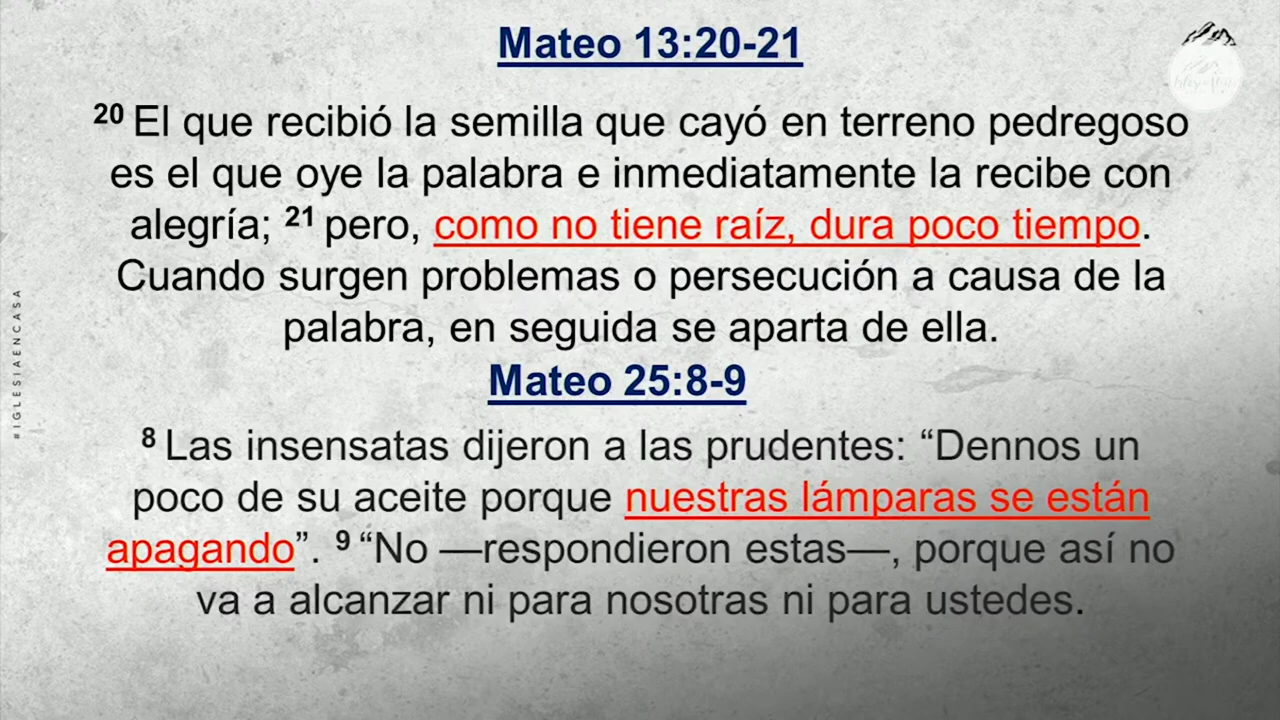 Mateo 13:20-21
20 El que recibió la semilla que cayó en terreno pedregoso
es el que oye la palabra e inmediatamente la recibe con
alegría; 21 pero, como no tiene raíz, dura poco tiempo.
Cuando surgen problemas o persecución a causa de la
palabra, en seguida se aparta de ella.
Mateo 25:8-9
8 Las insensatas dijeron a las prudentes: “Dennos un
poco de su aceite porque nuestras lámparas se están
apagando”. 9 “No —respondieron estas—, porque así no
va a alcanzar ni para nosotras ni para ustedes.
#IGLESIAENCASA